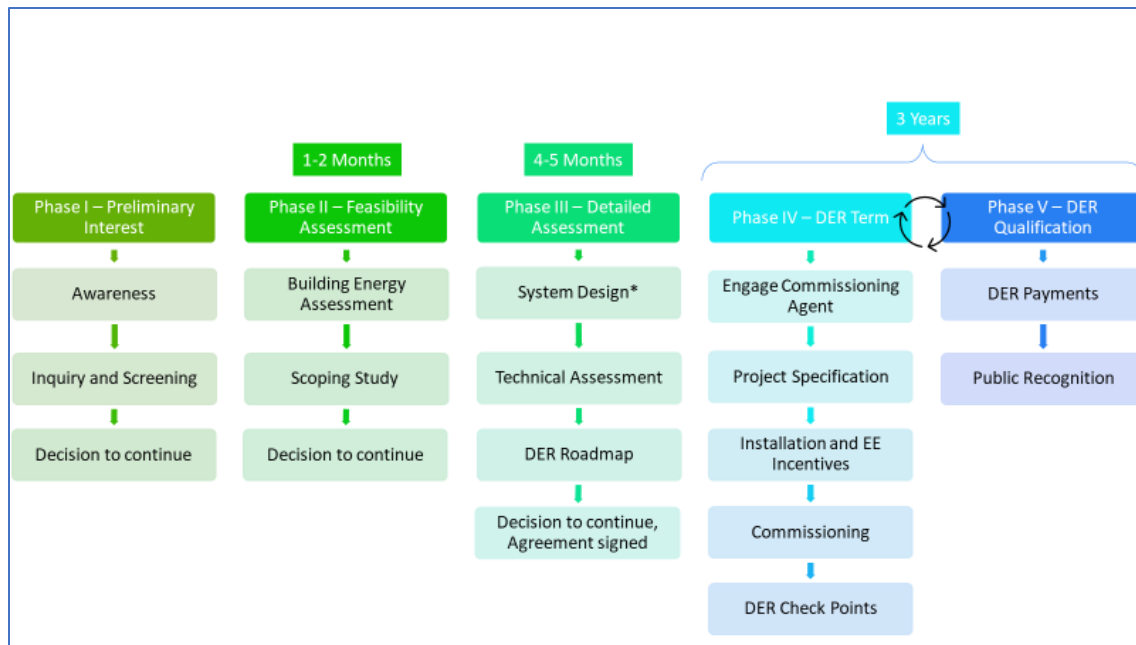 3 Years
1-2 Months
4-5 Months
Phase I – Preliminary
Interest
Awareness
Inquiry and Screening
Decision to continue
Phase II – Feasibility
Assessment
Building Energy
Assessment
Scoping Study
Decision to continue
Phase III – Detailed
Assessment
System Design*
Technical Assessment
DER Roadmap
Decision to continue,
Agreement signed
Phase IV – DER Term
Engage Commissioning
Agent
Project Specification
Installation and EE
Incentives
Commissioning
DER Check Points
Phase V – DER
Qualification
DER Payments
Public Recognition